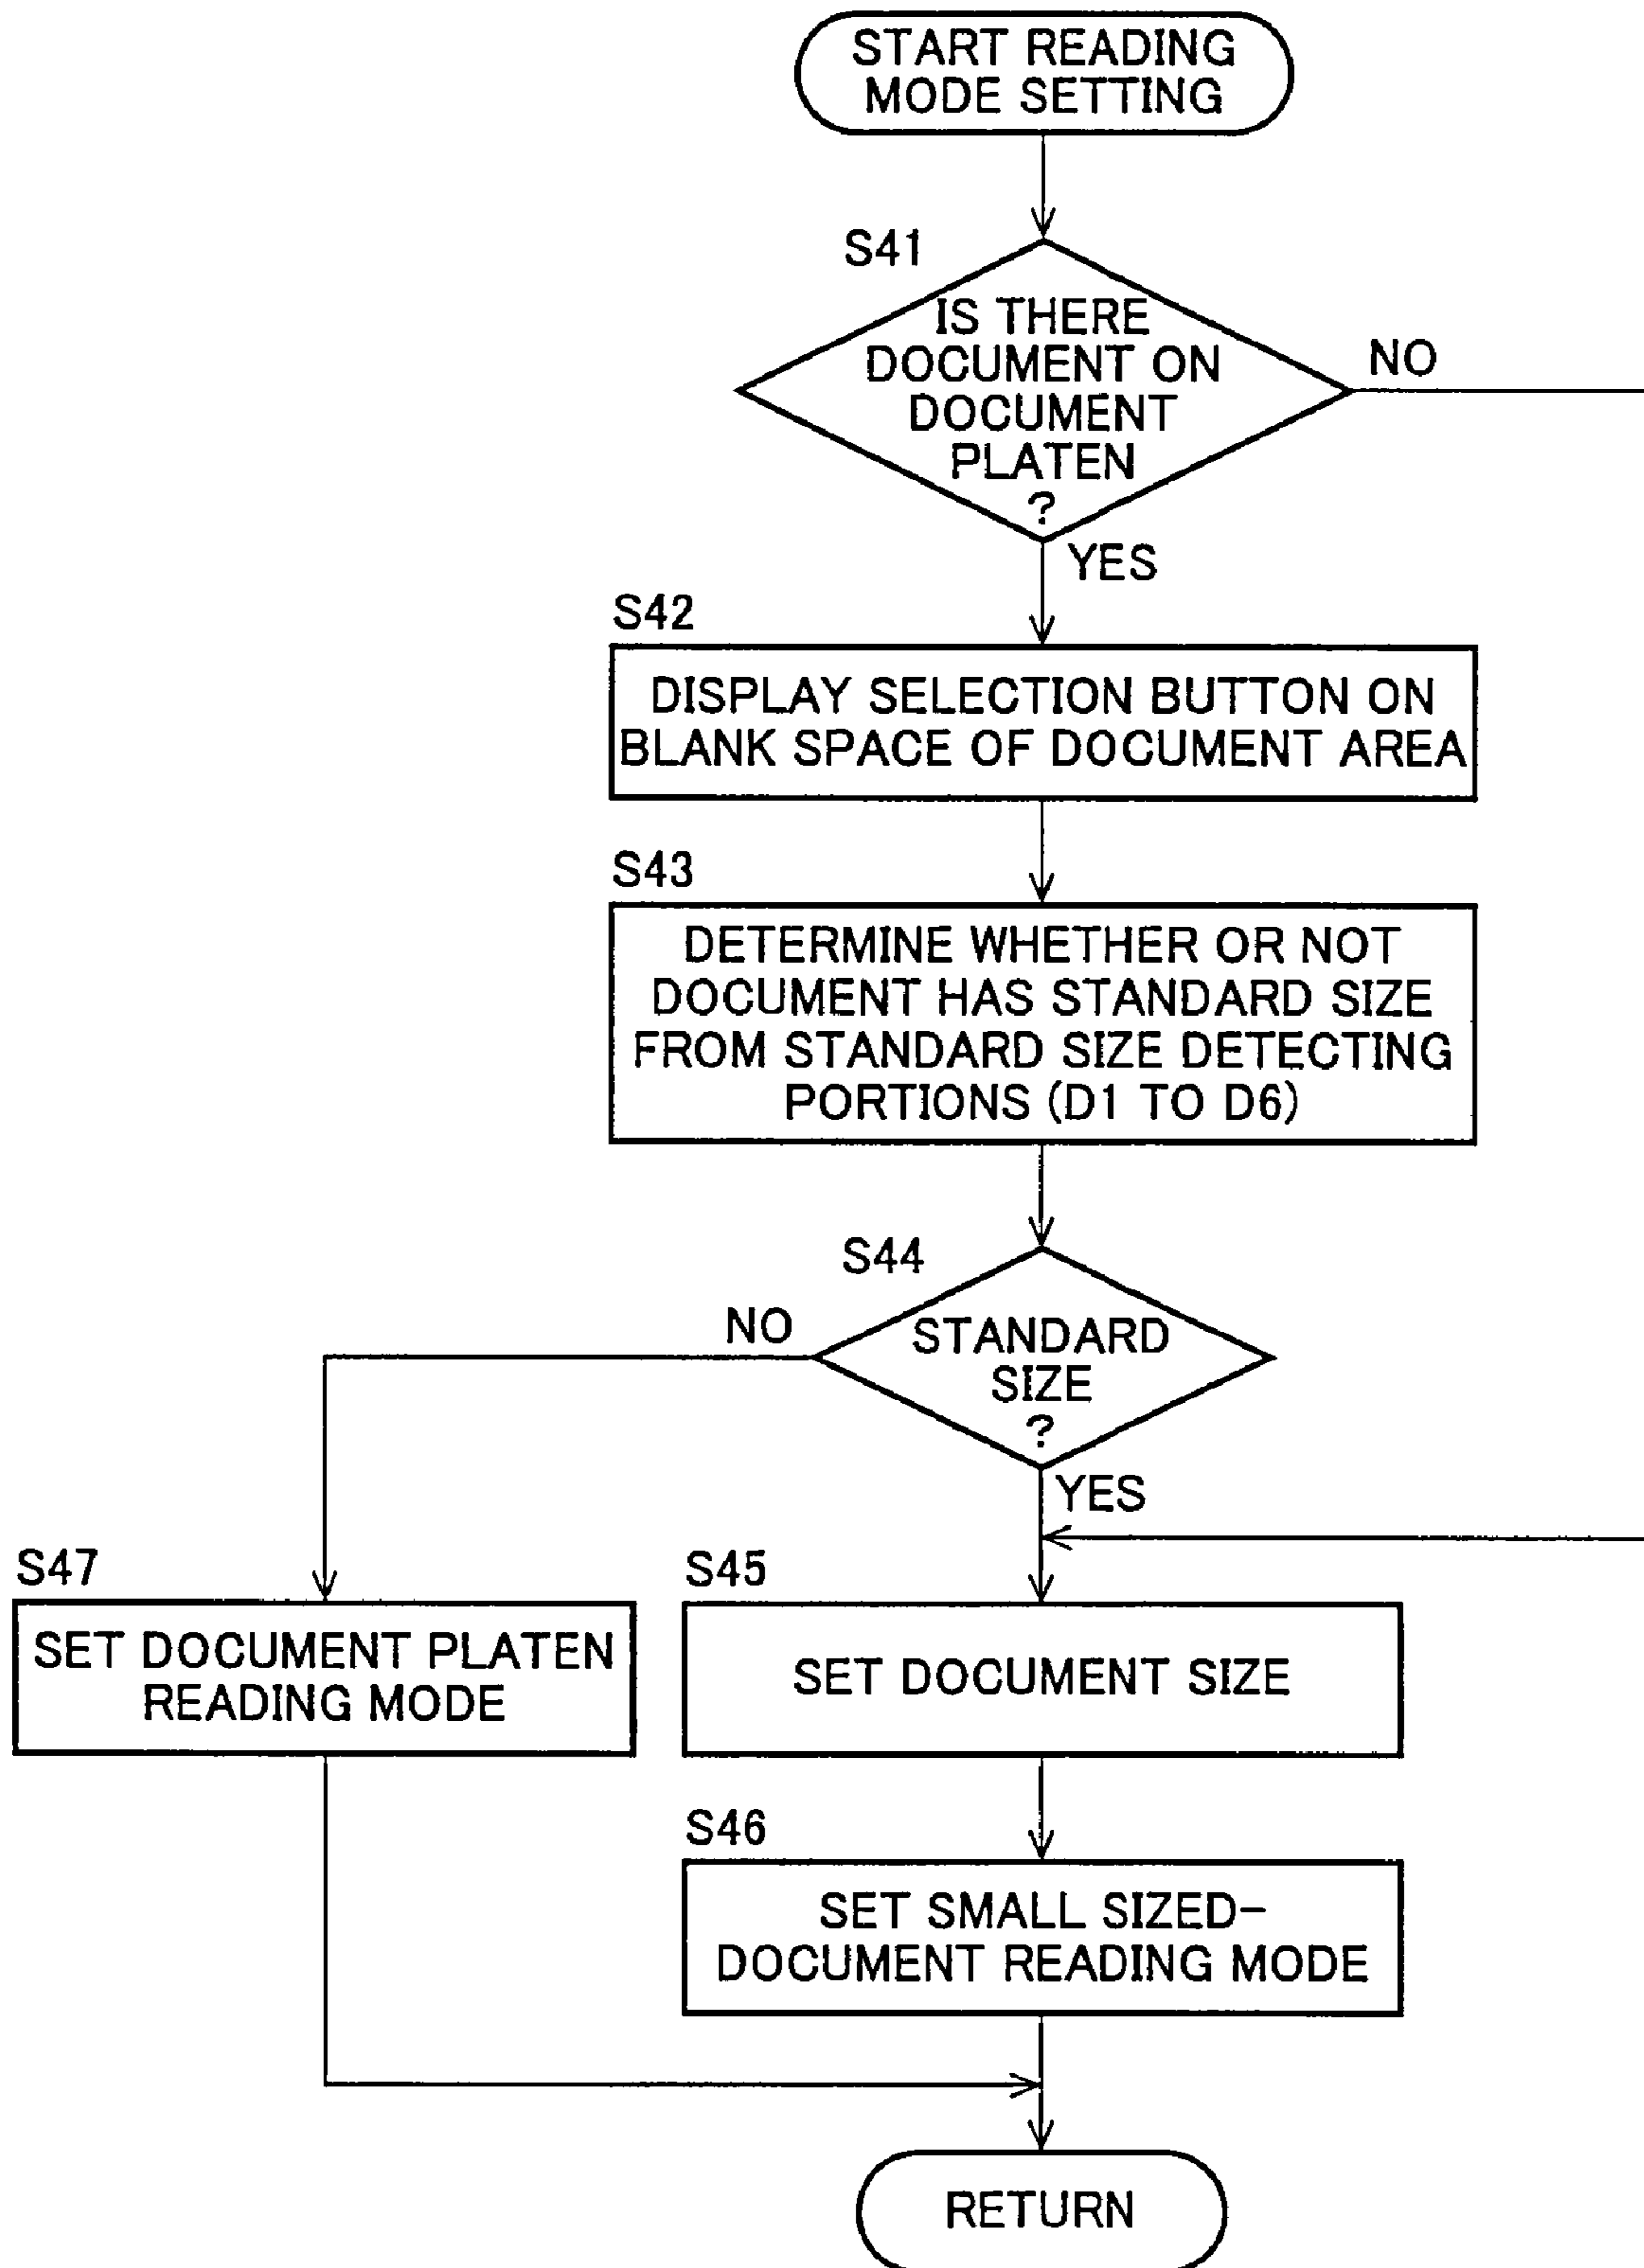 START READING
MODE SETTING
S41
IS THERE
DOCUMENT ON
DOCUMENT
PLATEN
?
NO
YES
S42
DISPLAY SELECTION BUTTON ON
BLANK SPACE OF DOCUMENT AREA
S43
DETERMINE WHETHER OR NOT
DOCUMENT HAS STANDARD SIZE
FROM STANDARD SIZE DETECTING
PORTIONS (D1 TO D6)
S44
NO
STANDARD
SIZE
?
YES
S47
SET DOCUMENT PLATEN
READING MODE
S45
SET DOCUMENT SIZE
S46
SET SMALL SIZED-
DOCUMENT READING MODE
RETURN